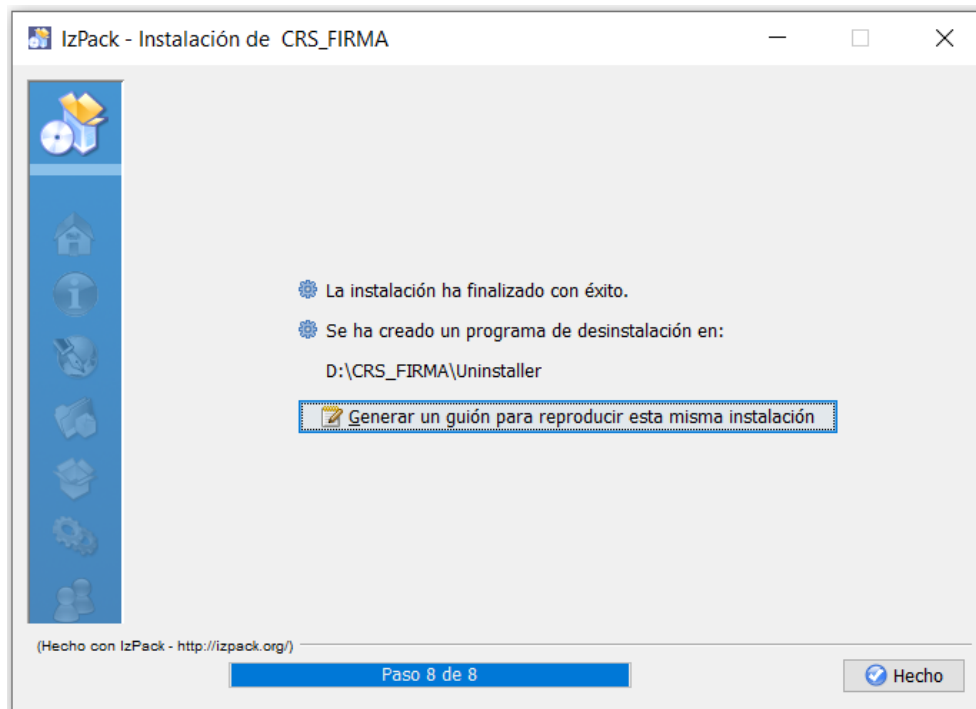 IzPack - Instalación de CRS_FIRMA
La instalación ha finalizado con éxito.
Se ha creado un programa de desinstalación en:
D:\CRS_FIRMA\Uninstaller
Generar un guión para reproducir esta misma instalación
(Hecho con IzPack - http://izpack.org/)
Paso 8 de 8
Hecho